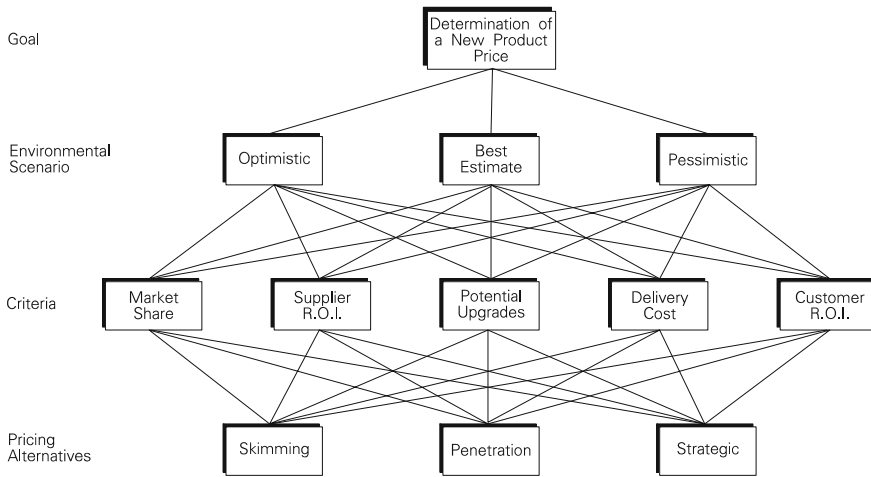 Goal
Determination of
a New Product
Price
Environmental
Scenario
Optimistic
Best
Estimate
Pessimistic
Criteria
Market
Share
Supplier
R.O.I.
Potential
Upgrades
Delivery
Cost
Customer
R.O.I.
Pricing
Alternatives
Skimming
Penetration
Strategic